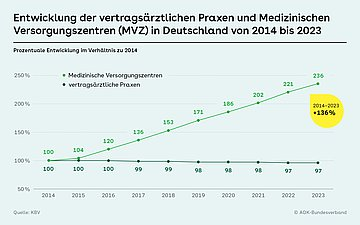 Entwicklung der vertragsärztlichen Praxen und Medizinischen
Versorgungszentren (MVZ) in Deutschland von 2014 bis 2023
Prozentuale Entwicklung im Verhältnis zu 2014
250%
200%
150%
100%
50%
Medizinische Versorgungszentren
vertragsärztliche Praxen
100 104 120 136 153 171 186 202 221 236
2014–2023
+136%
100 100 100 99 99 98 98 98 97 97
2014 2015 2016 2017 2018 2019 2020 2021 2022 2023
Quelle: KBV
© AOK-Bundesverband